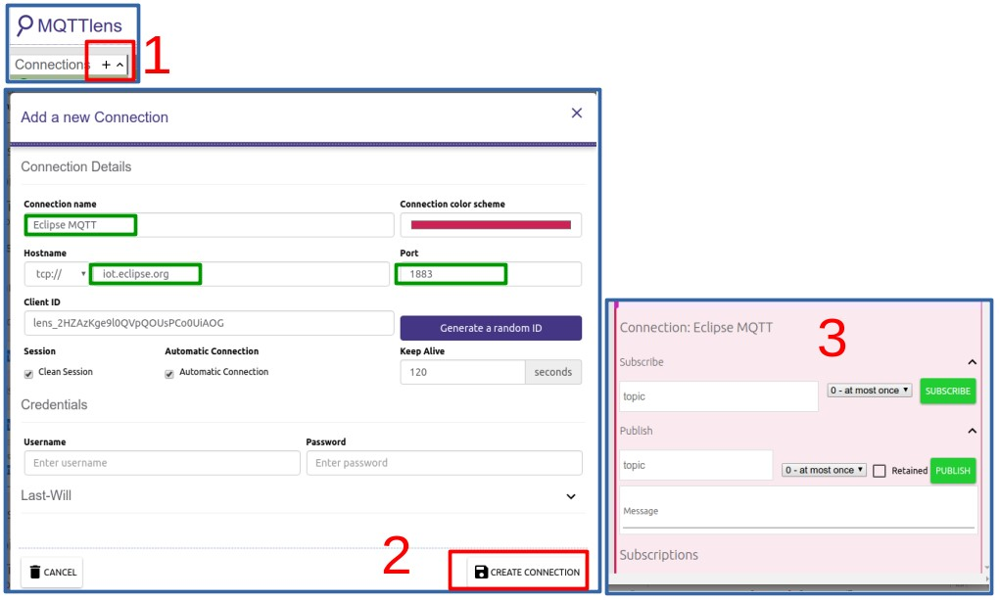 MQTTlens
Connections + 1
Add a new Connection
Connection Details
Connection name
Connection color scheme
Eclipse MQTT
Hostname
Port
tcp:// iot.eclipse.org
1883
Client ID
lens_2HZAzKge9l0QVpQOUsPCo0UiAOG
Generate a random ID
Session
Automatic Connection
Keep Alive
Clean Session
Automatic Connection
120 seconds
Credentials
Username
Password
Enter username
Enter password
Last-Will
2
CANCEL
CREATE CONNECTION
Connection: Eclipse MQTT
3
Subscribe
topic
0 - at most once
SUBSCRIBE
Publish
topic
0 - at most once
Retained
PUBLISH
Message
Subscriptions